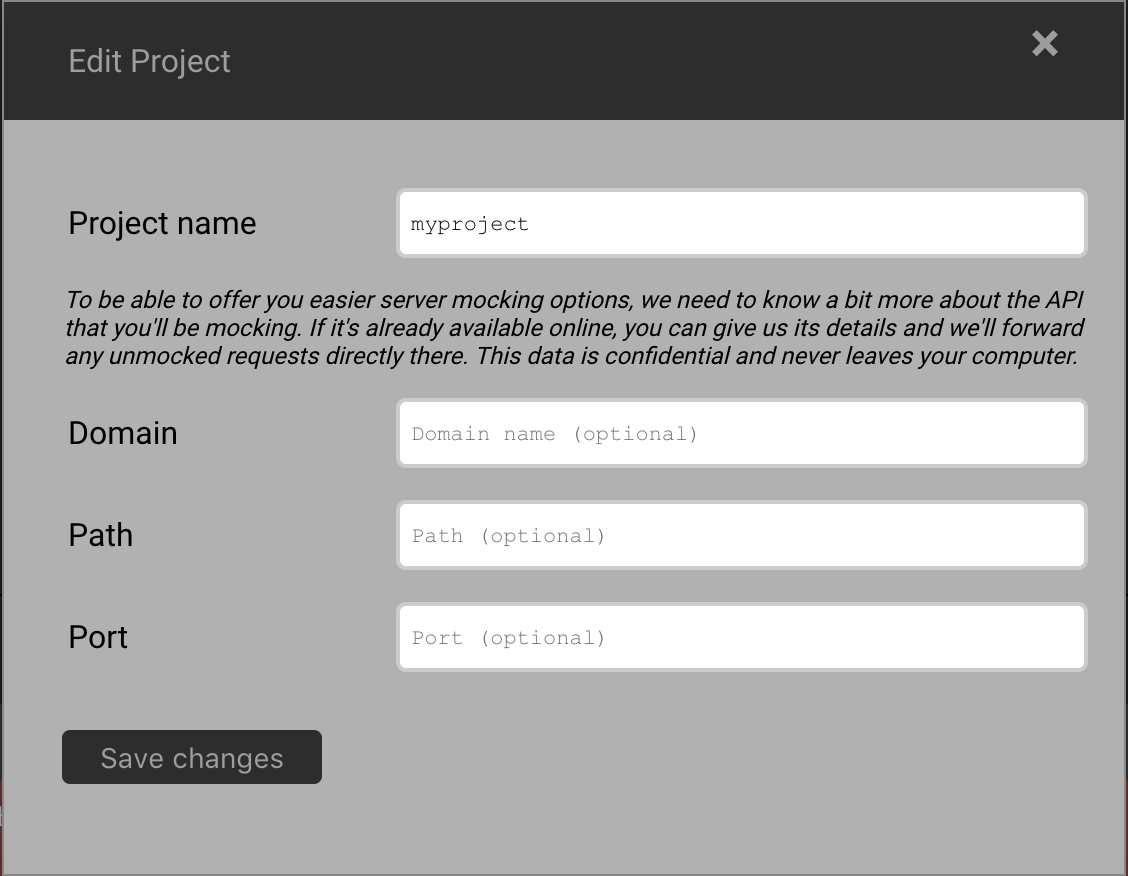 Edit Project
Project name
myproject
To be able to offer you easier server mocking options, we need to know a bit more about the API
that you'll be mocking. If it's already available online, you can give us its details and we'll forward
any unmocked requests directly there. This data is confidential and never leaves your computer.
Domain
Domain name (optional)
Path
Path (optional)
Port
Port (optional)
Save changes